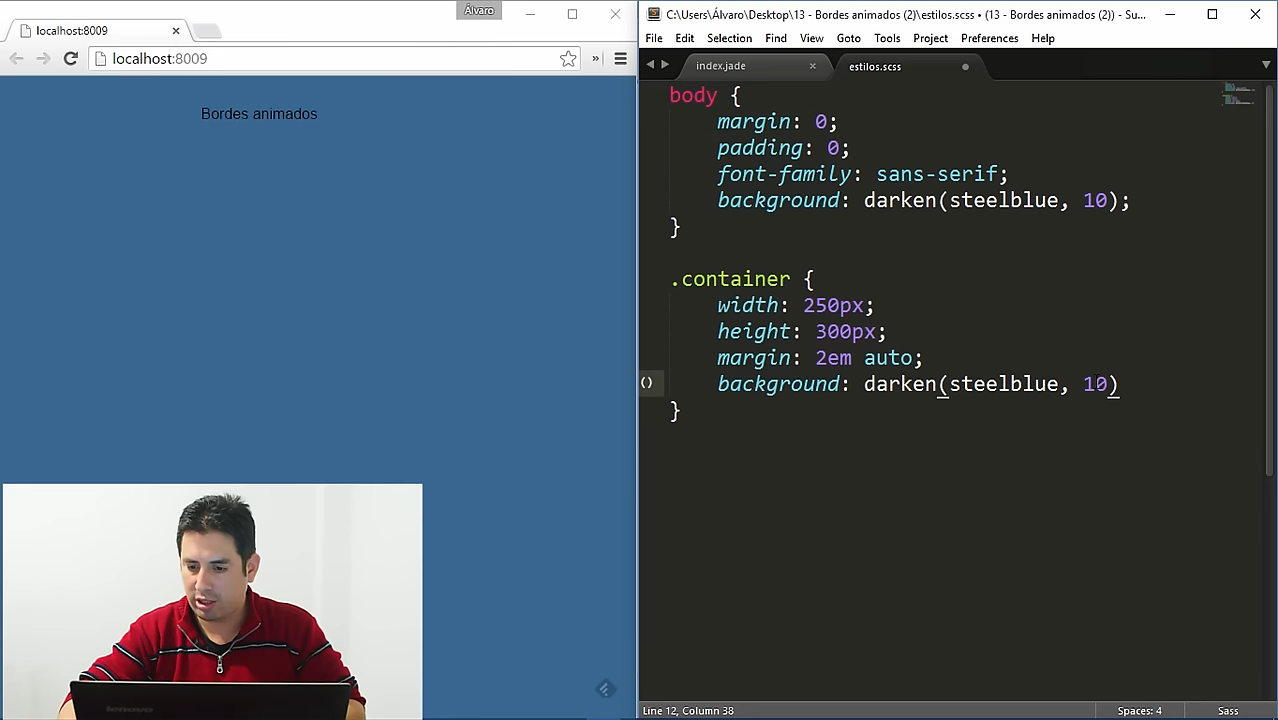 Álvaro
localhost:8009
localhost:8009
Bordes animados
C:\Users\Álvaro\Desktop\13 - Bordes animados (2)\estilos.scss • (13 - Bordes animados (2)) - Su...
File Edit Selection Find View Goto Tools Project Preferences Help
index.jade
estilos.scss
body {
margin: 0;
padding: 0;
font-family: sans-serif;
background: darken(steelblue, 10);
}
.container {
width: 250px;
height: 300px;
margin: 2em auto;
background: darken(steelblue, 10)
}
Line 12, Column 38
Spaces: 4
Sass
lenovo